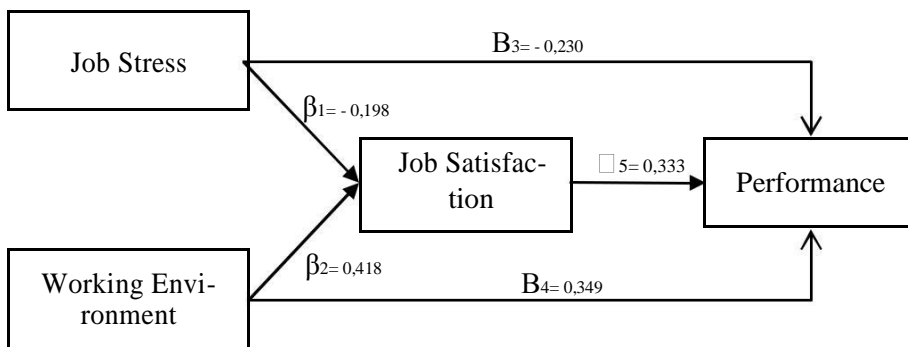 Job Stress
B3= - 0,230
β1= - 0,198
Job Satisfac-
tion
□ 5= 0,333
Performance
Working Envi-
ronment
β2= 0,418
B4= 0,349